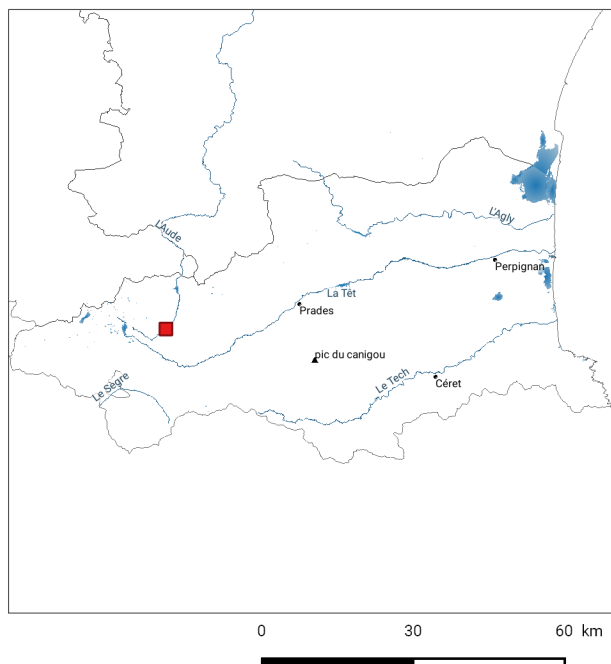 L'Agly
L'Aude
Perpignan
La Têt
Prades
pic du canigou
Le Tech
Céret
Le Sègre
0 30 60 km